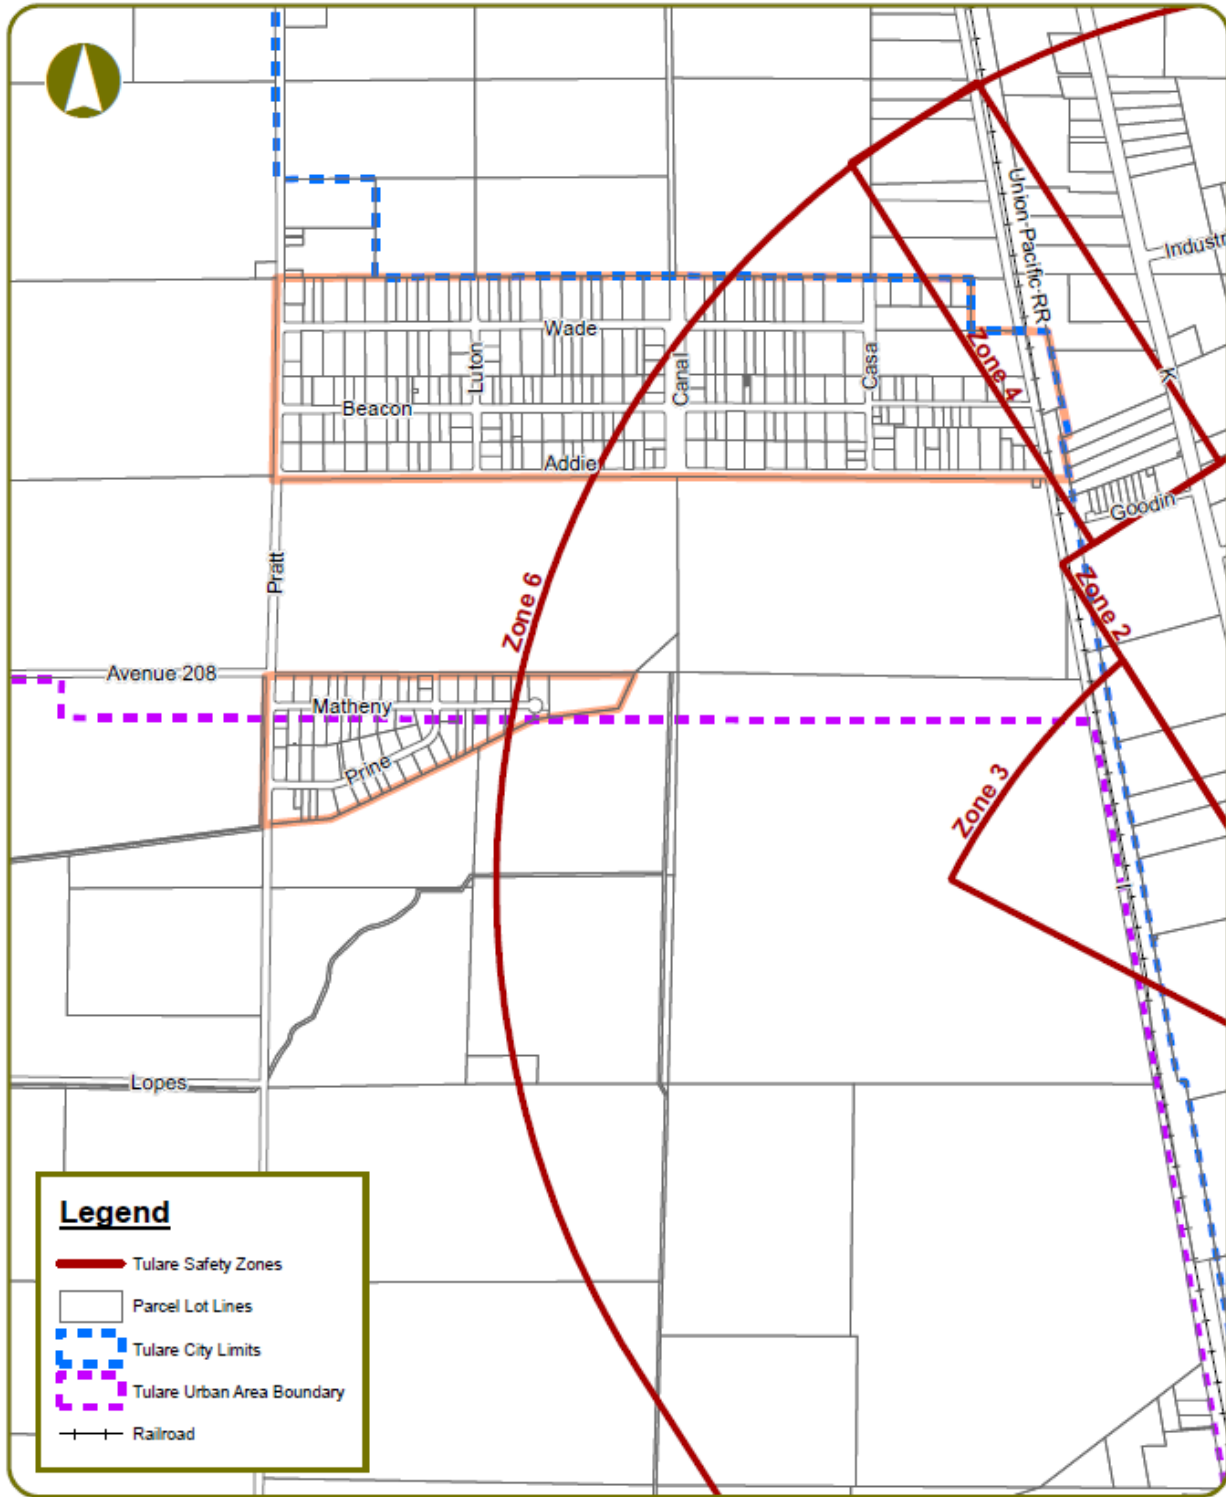 Union-Pacific-RR
Industr
Wade
Luton
Canal
Casa
Zone 4
K
Beacon
Addie
Goodin
Pratt
Zone 6
Zone 2
Avenue 208
Matheny
Prine
Zone 3
Lopes
Legend
Tulare Safety Zones
Parcel Lot Lines
Tulare City Limits
Tulare Urban Area Boundary
Railroad